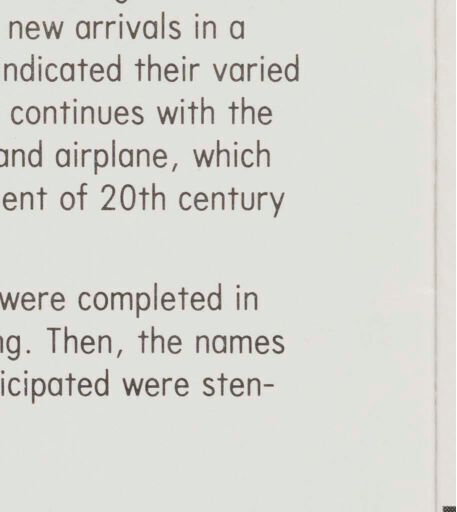 new arrivals in a
ndicated their varied
continues with the
and airplane, which
ent of 20th century
were completed in
ng. Then, the names
icipated were sten-